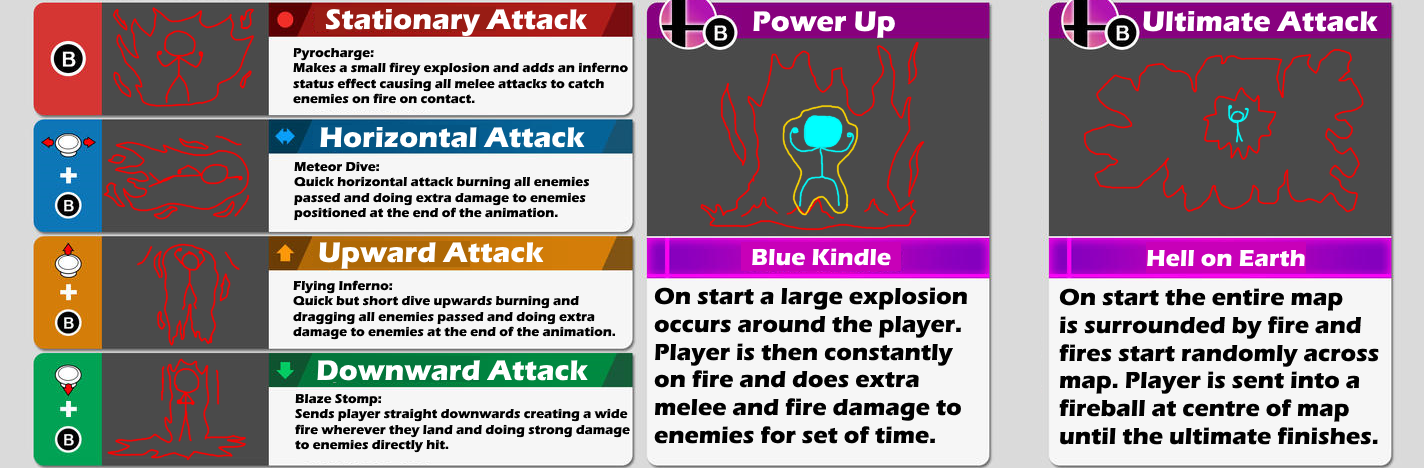 B
Stationary Attack
Pyrocharge:
Makes a small firey explosion and adds an inferno
status effect causing all melee attacks to catch
enemies on fire on contact.
+
B
Horizontal Attack
Meteor Dive:
Quick horizontal attack burning all enemies
passed and doing extra damage to enemies
positioned at the end of the animation.
+
B
Upward Attack
Flying Inferno:
Quick but short dive upwards burning and
dragging all enemies passed and doing extra
damage to enemies at the end of the animation.
+
B
Downward Attack
Blaze Stomp:
Sends player straight downwards creating a wide
fire wherever they land and doing strong damage
to enemies directly hit.
B
Power Up
Blue Kindle
On start a large explosion
occurs around the player.
Player is then constantly
on fire and does extra
melee and fire damage to
enemies for set of time.
B
Ultimate Attack
Hell on Earth
On start the entire map
is surrounded by fire and
fires start randomly across
map. Player is sent into a
fireball at centre of map
until the ultimate finishes.